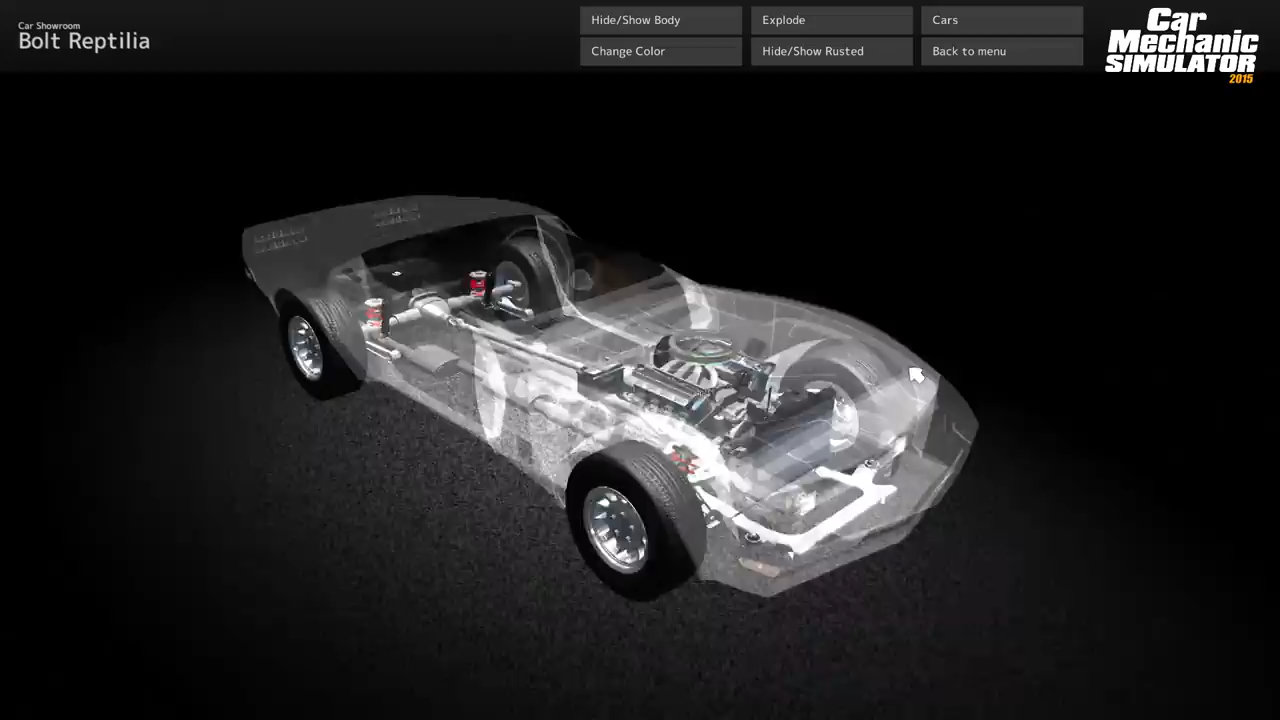 Car Showroom
Bolt Reptilia
Hide/Show Body
Explode
Cars
Change Color
Hide/Show Rusted
Back to menu
Car
Mechanic
SIMULATOR
2015